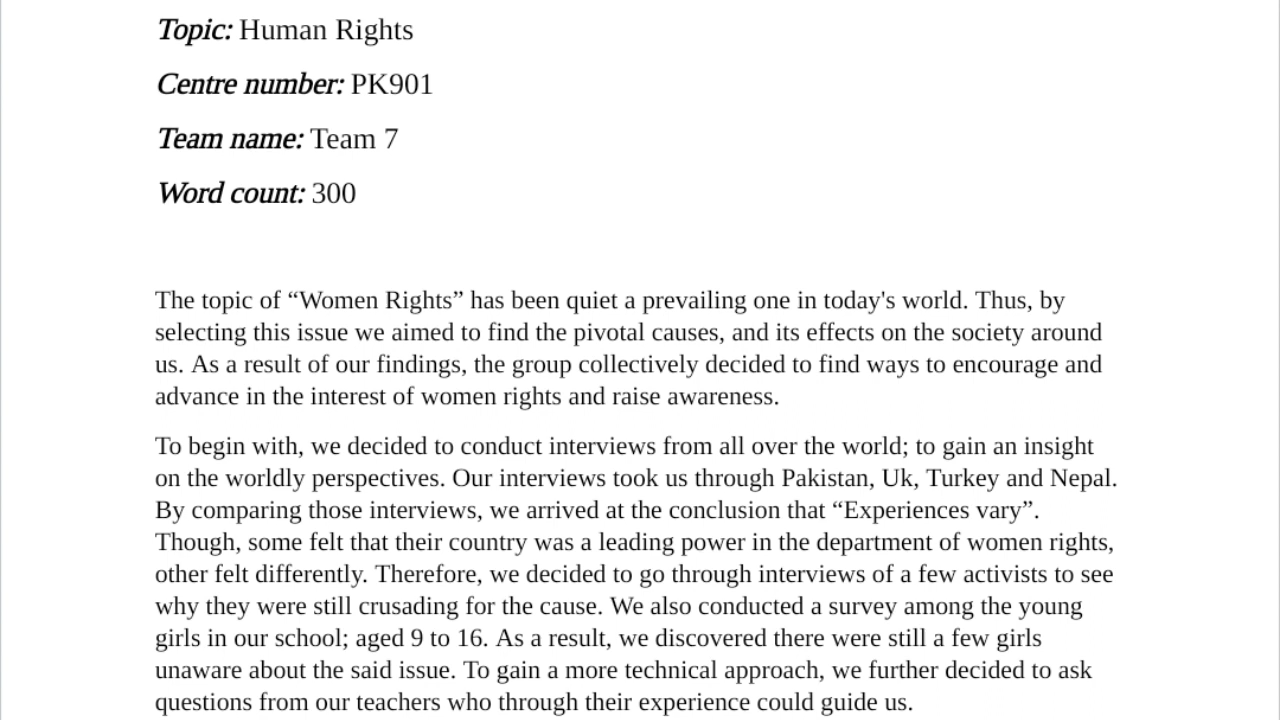 Topic: Human Rights
Centre number: PK901
Team name: Team 7
Word count: 300
The topic of “Women Rights” has been quiet a prevailing one in today's world. Thus, by
selecting this issue we aimed to find the pivotal causes, and its effects on the society around
us. As a result of our findings, the group collectively decided to find ways to encourage and
advance in the interest of women rights and raise awareness.
To begin with, we decided to conduct interviews from all over the world; to gain an insight
on the worldly perspectives. Our interviews took us through Pakistan, Uk, Turkey and Nepal.
By comparing those interviews, we arrived at the conclusion that “Experiences vary”.
Though, some felt that their country was a leading power in the department of women rights,
other felt differently. Therefore, we decided to go through interviews of a few activists to see
why they were still crusading for the cause. We also conducted a survey among the young
girls in our school; aged 9 to 16. As a result, we discovered there were still a few girls
unaware about the said issue. To gain a more technical approach, we further decided to ask
questions from our teachers who through their experience could guide us.